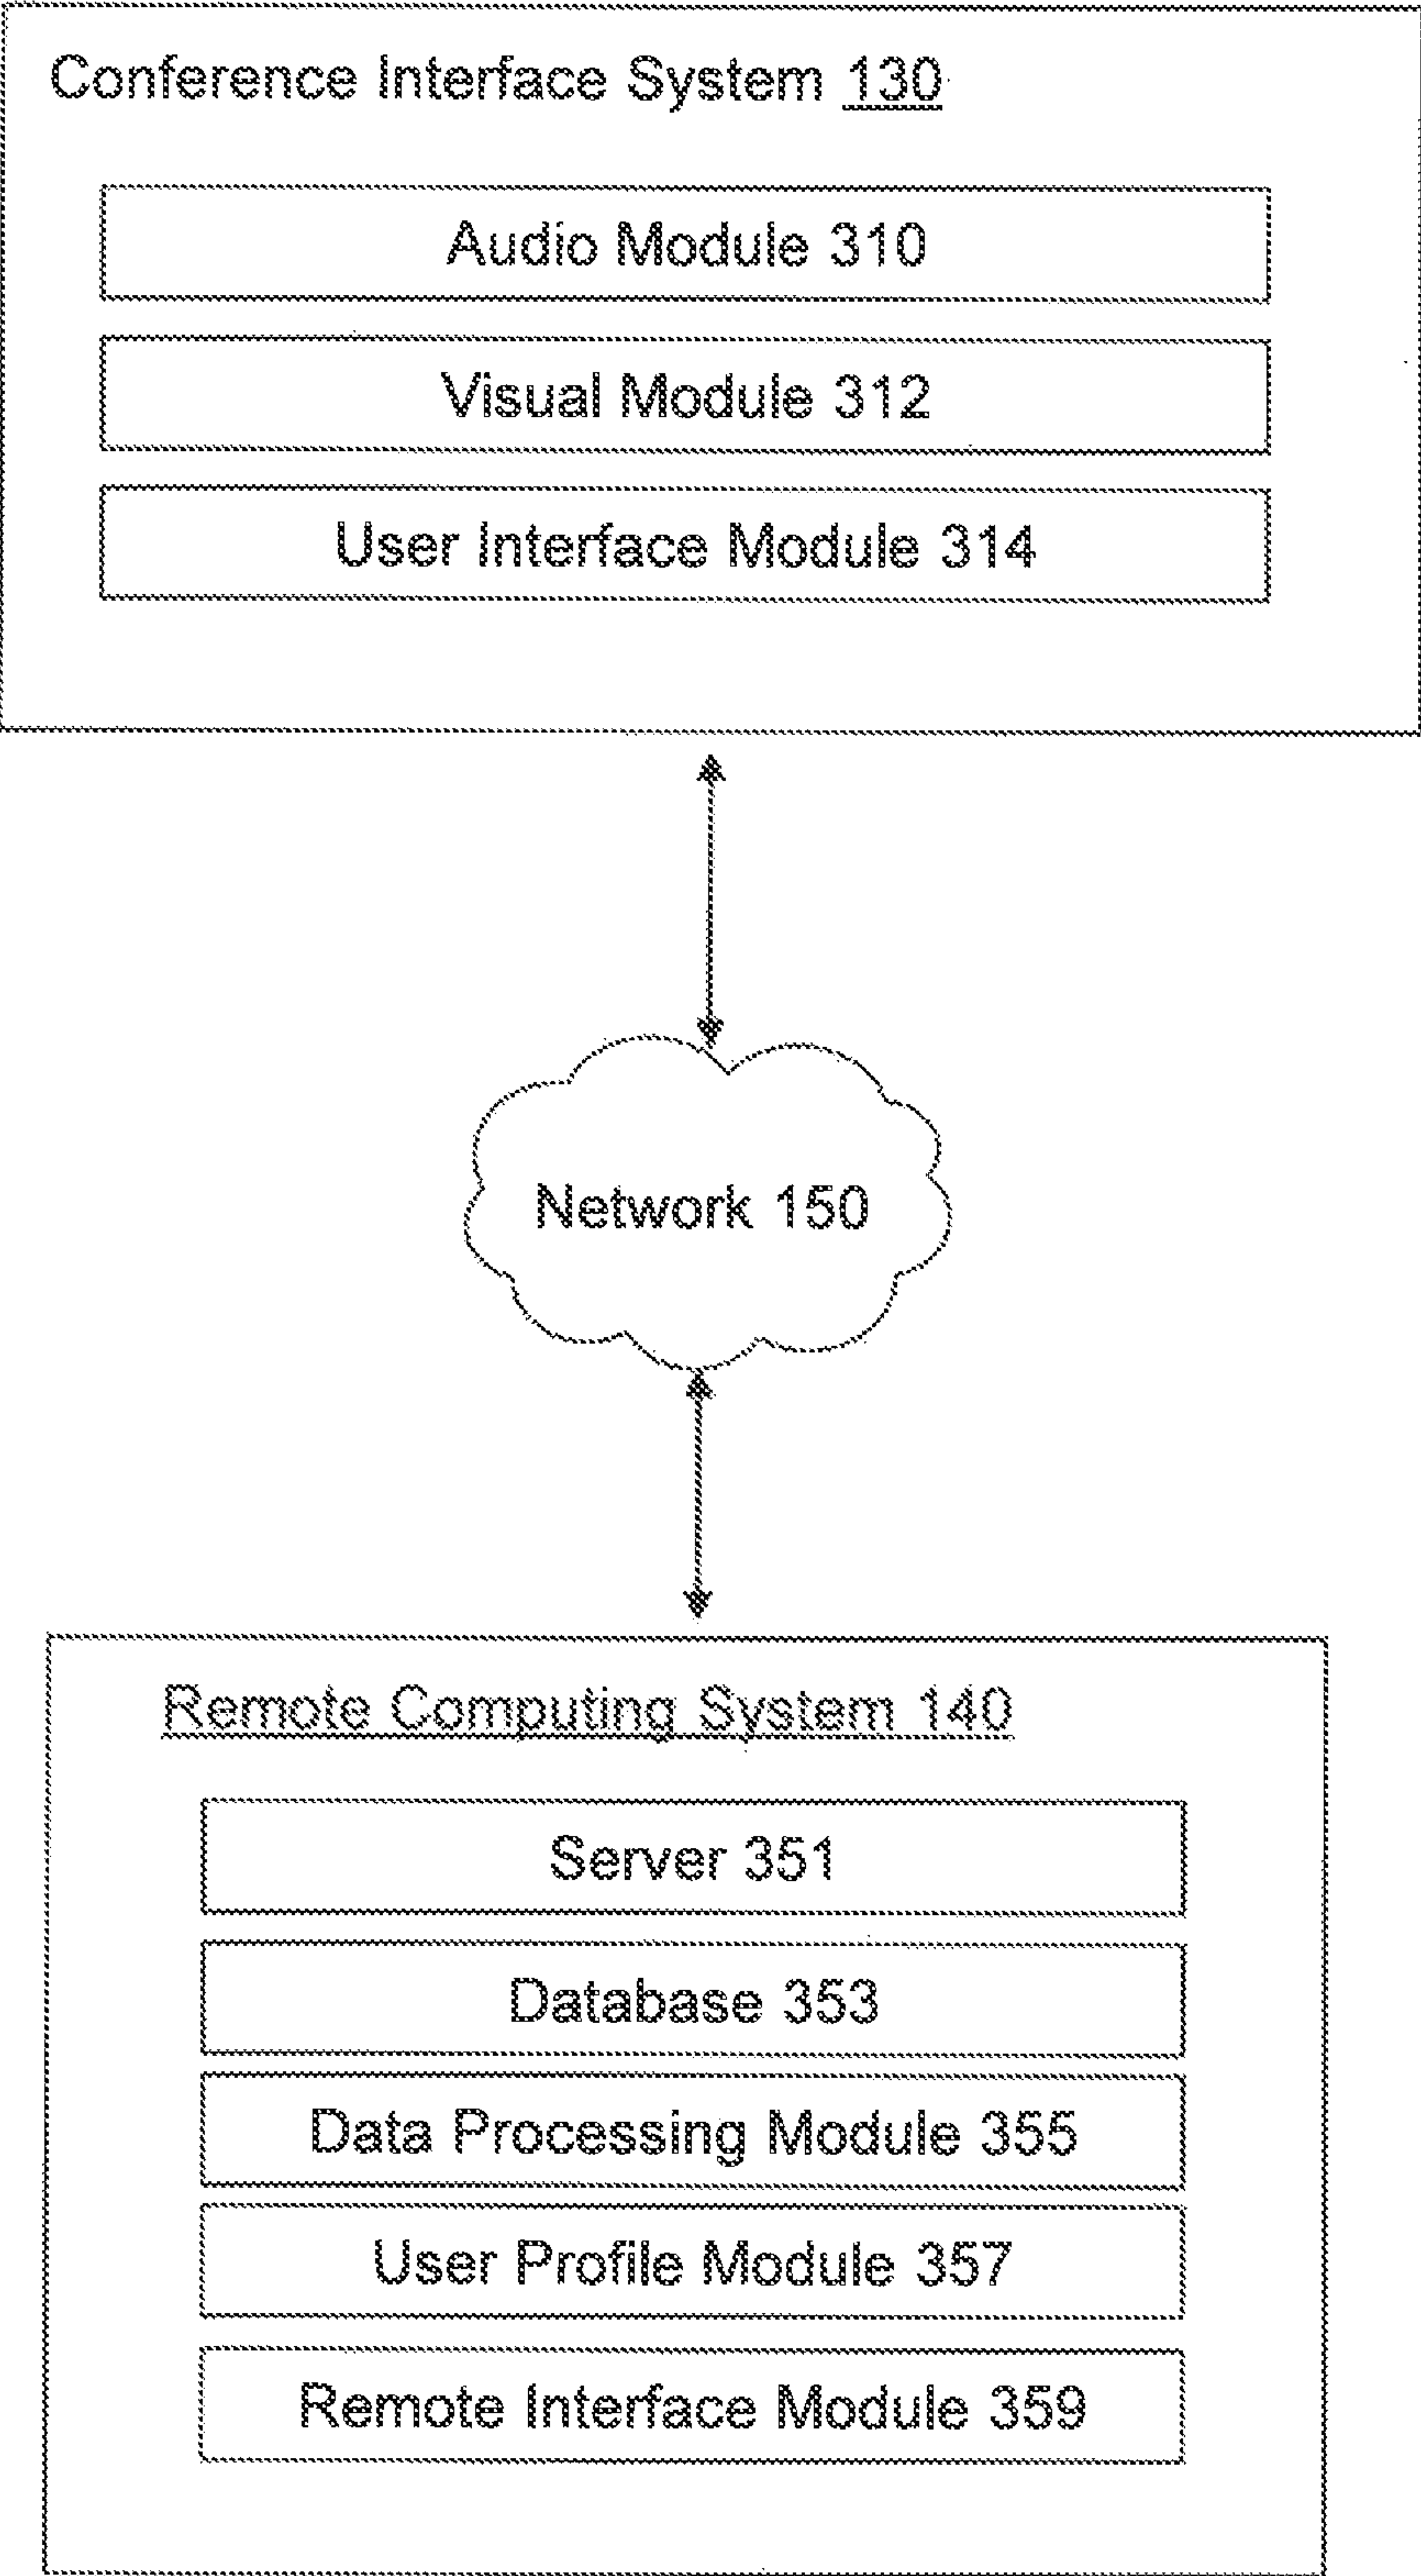 Conference Interface System 130
Audio Module 310
Visual Module 312
User Interface Module 314
Network 150
Remote Computing System 140
Server 351
Database 353
Data Processing Module 355
User Profile Module 357
Remote Interface Module 359